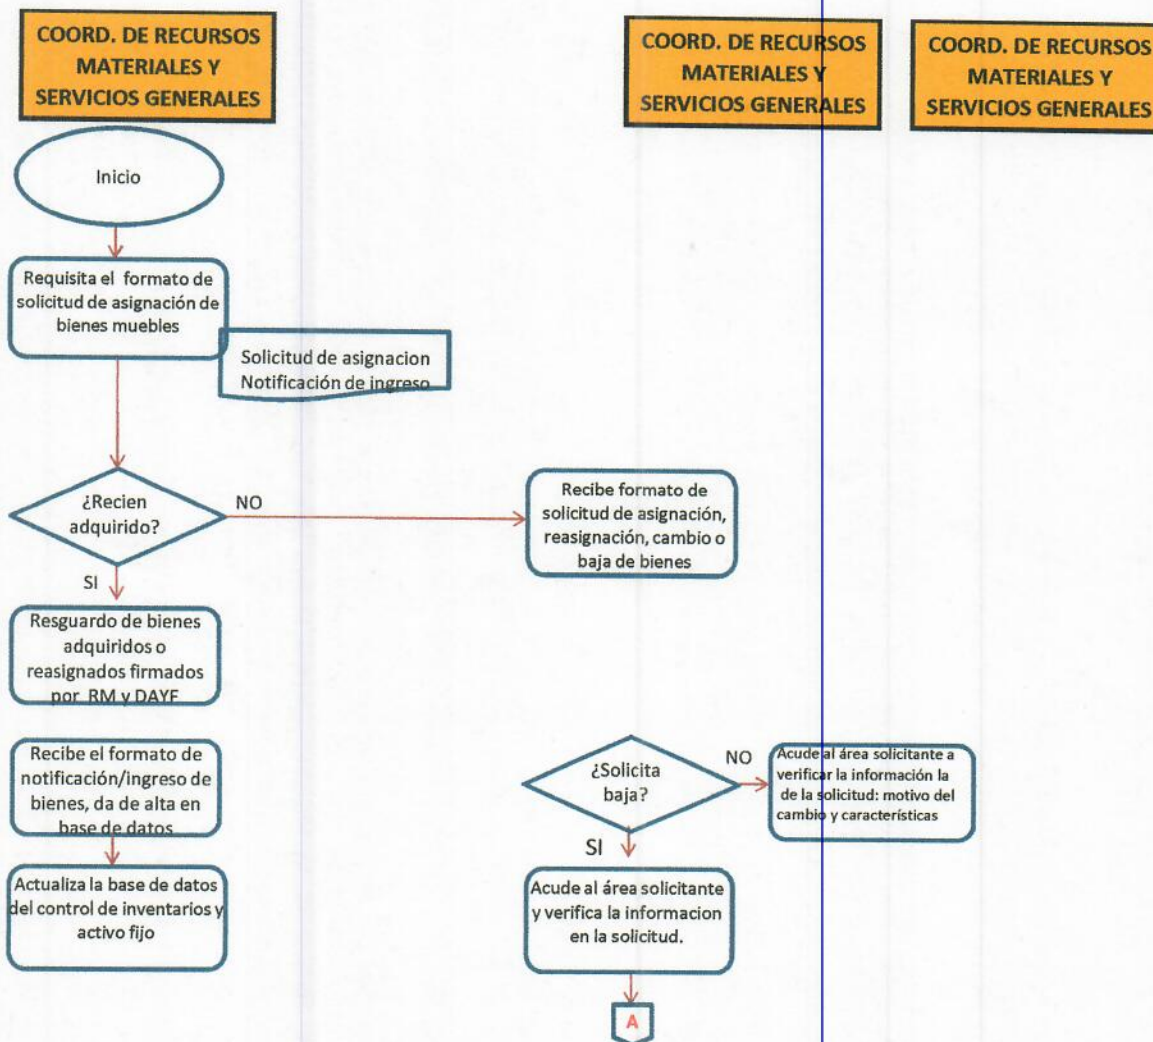 COORD. DE RECURSOS
MATERIALES Y
SERVICIOS GENERALES
COORD. DE RECURSOS
MATERIALES Y
SERVICIOS GENERALES
COORD. DE RECURSOS
MATERIALES Y
SERVICIOS GENERALES
Inicio
Requisita el formato de
solicitud de asignación de
bienes muebles
Solicitud de asignacion
Notificación de ingreso
¿Recien
adquirido?
NO
Recibe formato de
solicitud de asignación,
reasignación, cambio o
baja de bienes
SI
Resguardo de bienes
adquiridos o
reasignados firmados
por RM y DAYF
Recibe el formato de
notificación/ingreso de
bienes, da de alta en
base de datos
¿Solicita
baja?
NO
Acude al área solicitante a
verificar la información la
de la solicitud: motivo del
cambio y características
SI
Actualiza la base de datos
del control de inventarios y
activo fijo
Acude al área solicitante
y verifica la informacion
en la solicitud.
A